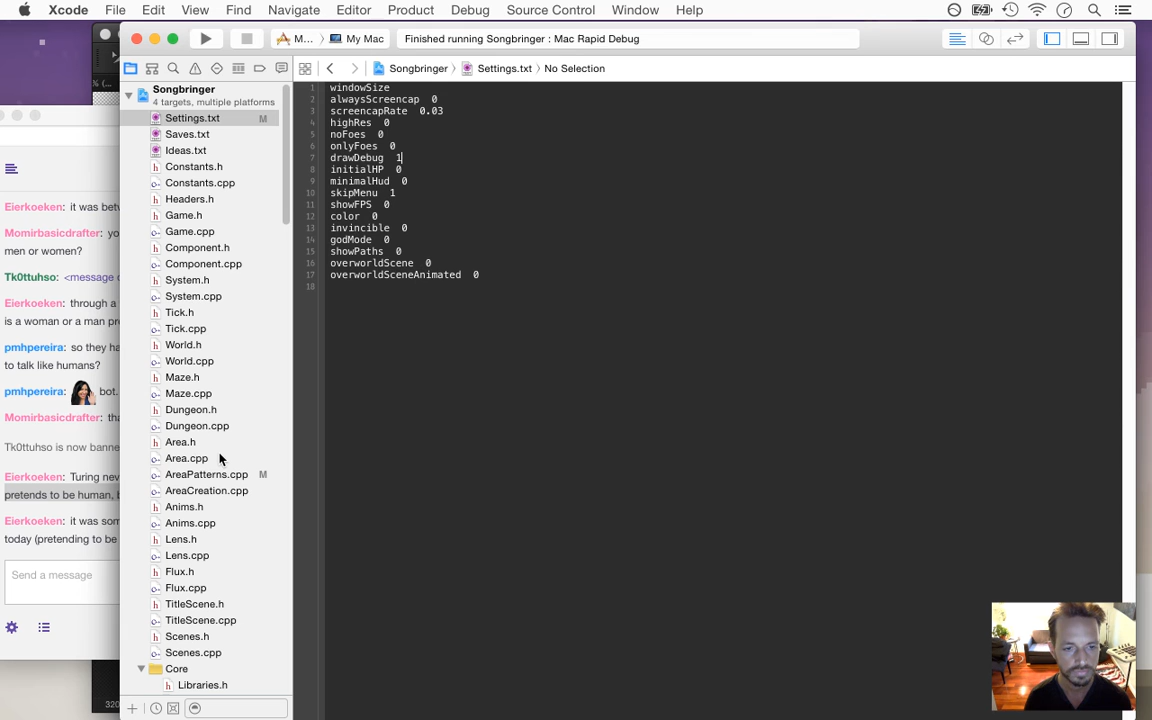 Xcode File Edit View Find Navigate Editor Product Debug Source Control Window Help
M... My Mac
Finished running Songbringer : Mac Rapid Debug
Songbringer Settings.txt No Selection
Songbringer
4 targets, multiple platforms
Settings.txt M
Saves.txt
Ideas.txt
Constants.h
Constants.cpp
Headers.h
Game.h
Game.cpp
Component.h
Component.cpp
System.h
System.cpp
Tick.h
Tick.cpp
World.h
World.cpp
Maze.h
Maze.cpp
Dungeon.h
Dungeon.cpp
Area.h
Area.cpp
AreaPatterns.cpp M
AreaCreation.cpp
Anims.h
Anims.cpp
Lens.h
Lens.cpp
Flux.h
Flux.cpp
TitleScene.h
TitleScene.cpp
Scenes.h
Scenes.cpp
Core
Libraries.h
1 windowSize
2 alwaysScreencap 0
3 screencapRate 0.03
4 highRes 0
5 noFoes 0
6 onlyFoes 0
7 drawDebug 1
8 initialHP 0
9 minimalHud 0
10 skipMenu 1
11 showFPS 0
12 color 0
13 invincible 0
14 godMode 0
15 showPaths 0
16 overworldScene 0
17 overworldSceneAnimated 0
18
% (...
Eierkoeken: it was betw
Momirbasicdrafter: yo
men or women?
Tk0ttuhso: <message d
Eierkoeken: through a
is a woman or a man pre
pmhpereira: so they ha
to talk like humans?
pmhpereira: bot.
Momirbasicdrafter: tha
Tk0ttuhso is now banne
Eierkoeken: Turing nev
pretends to be human, b
Eierkoeken: it was som
today (pretending to be
Send a message
320